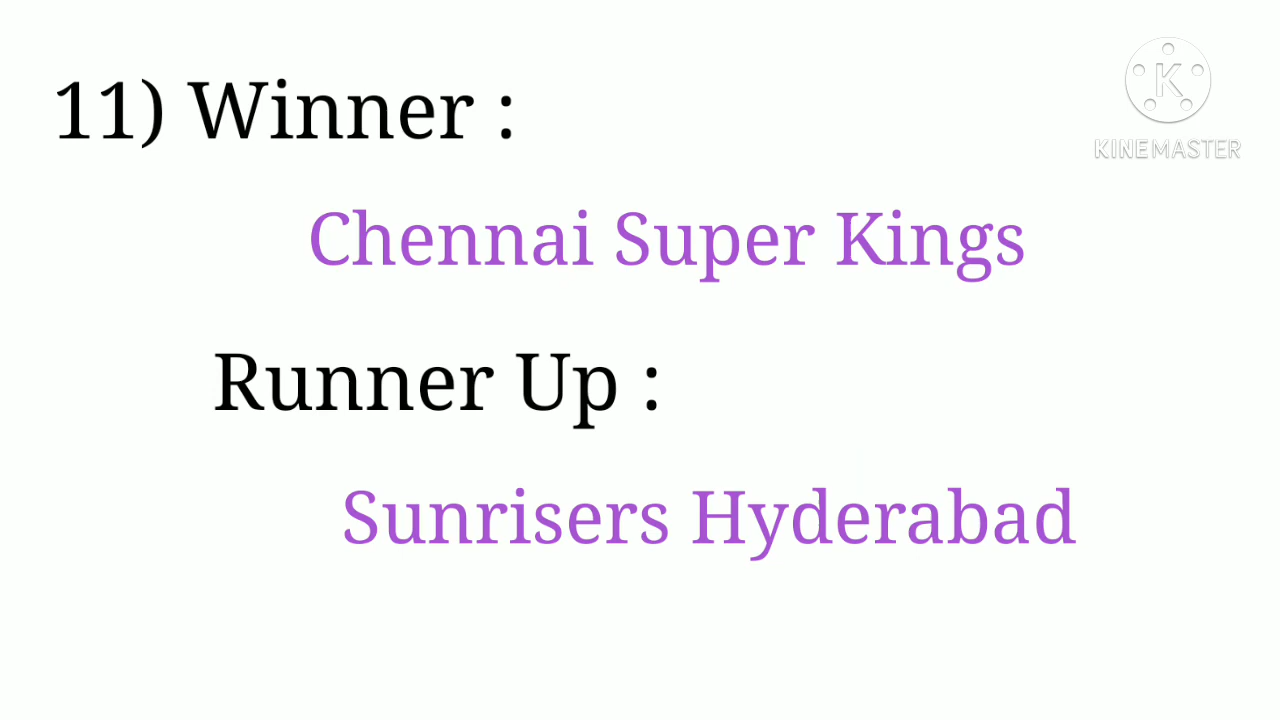 11) Winner :
KINEMASTER
Chennai Super Kings
Runner Up :
Sunrisers Hyderabad